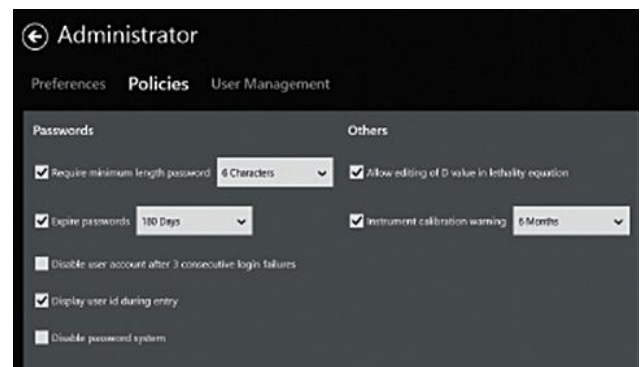 Administrator
Preferences Policies User Management
Passwords
Require minimum length password 6 Characters
Expire passwords 180 Days
Disable user account after 3 consecutive login failures
Display user id during entry
Disable password system
Others
Allow editing of D value in lethality equation
Instrument calibration warning 6 Months